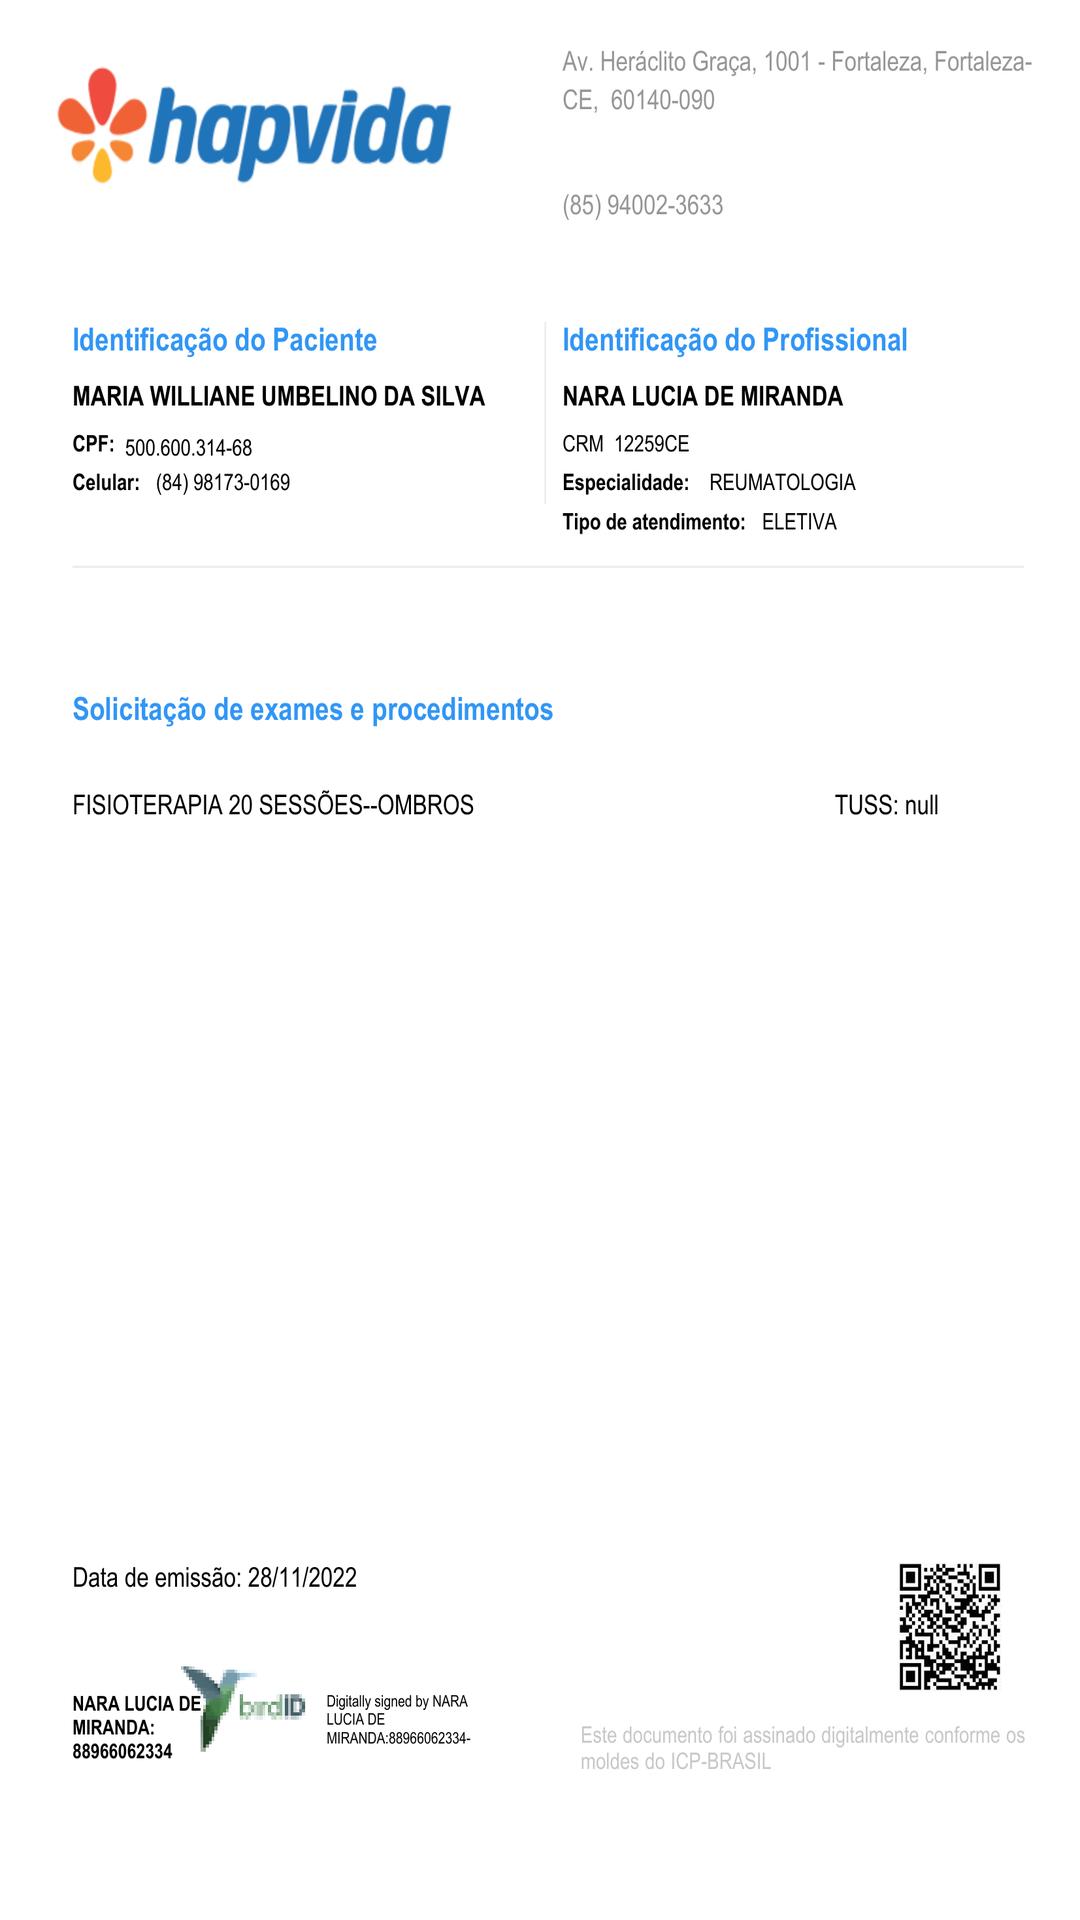 hapvida
Av. Heráclito Graça, 1001 - Fortaleza, Fortaleza-
CE, 60140-090
(85) 94002-3633
Identificação do Paciente
MARIA WILLIANE UMBELINO DA SILVA
CPF: 500.600.314-68
Celular: (84) 98173-0169
Identificação do Profissional
NARA LUCIA DE MIRANDA
CRM 12259CE
Especialidade: REUMATOLOGIA
Tipo de atendimento: ELETIVA
Solicitação de exames e procedimentos
FISIOTERAPIA 20 SESSÕES--OMBROS TUSS: null
Data de emissão: 28/11/2022
NARA LUCIA DE
MIRANDA:
88966062334
birdID
Digitally signed by NARA
LUCIA DE
MIRANDA:88966062334-
Este documento foi assinado digitalmente conforme os
moldes do ICP-BRASIL